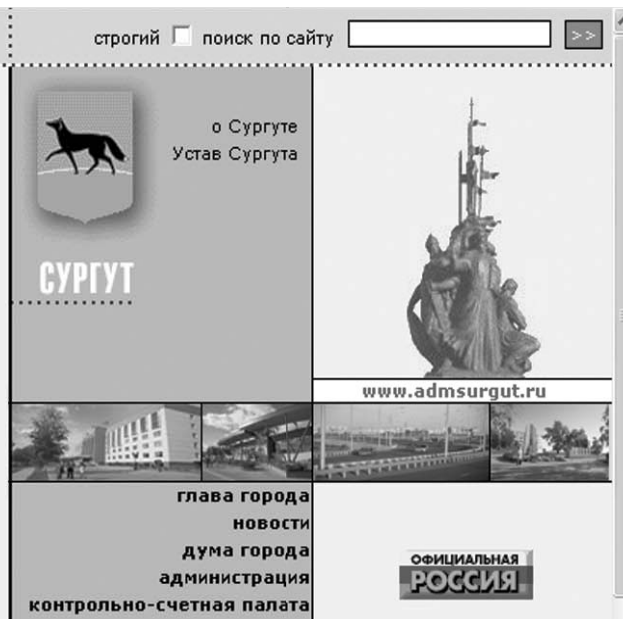 строгий поиск по сайту >>
о Сургуте
Устав Сургута
СУРГУТ
www.admsurgut.ru
глава города
новости
дума города
администрация
контрольно-счетная палата
ОФИЦИАЛЬНАЯ
РОССИЯ